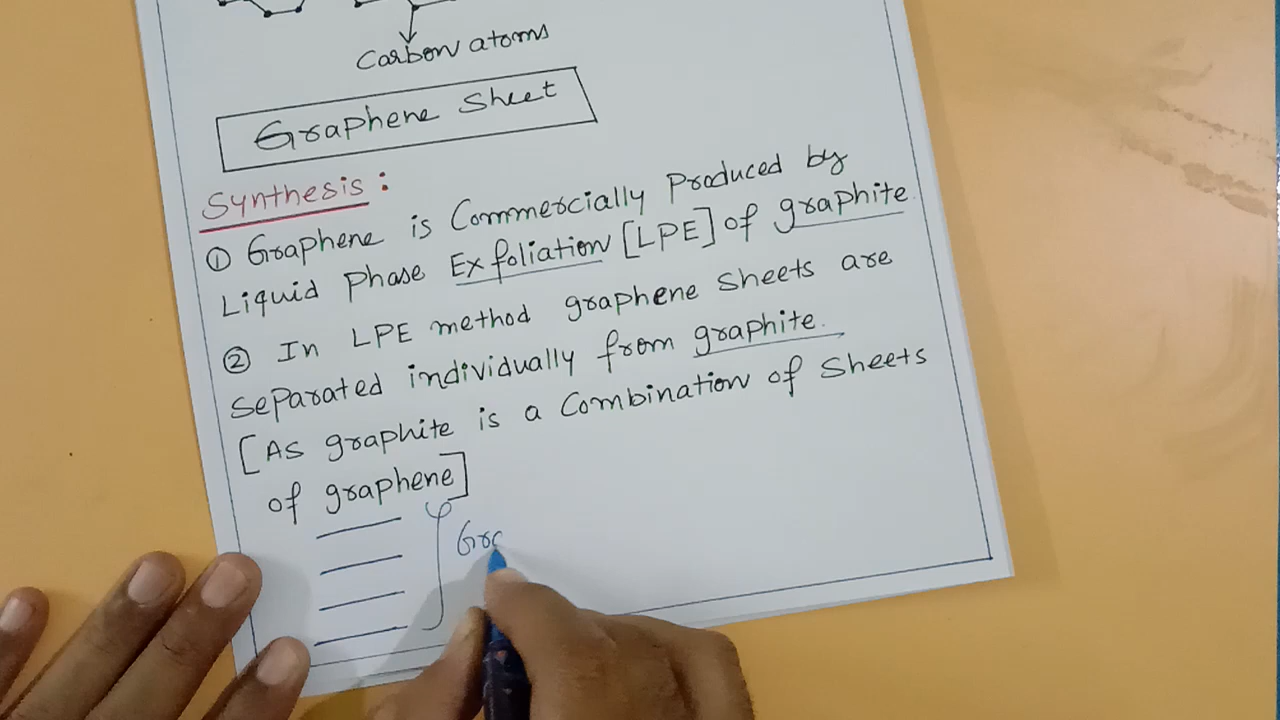 Carbon atoms
Graphene Sheet
Synthesis:
① Graphene is Commercially Produced by
Liquid Phase Exfoliation [LPE] of graphite
② In LPE method graphene sheets are
separated individually from graphite.
[As graphite is a Combination of Sheets
of graphene]
Gra